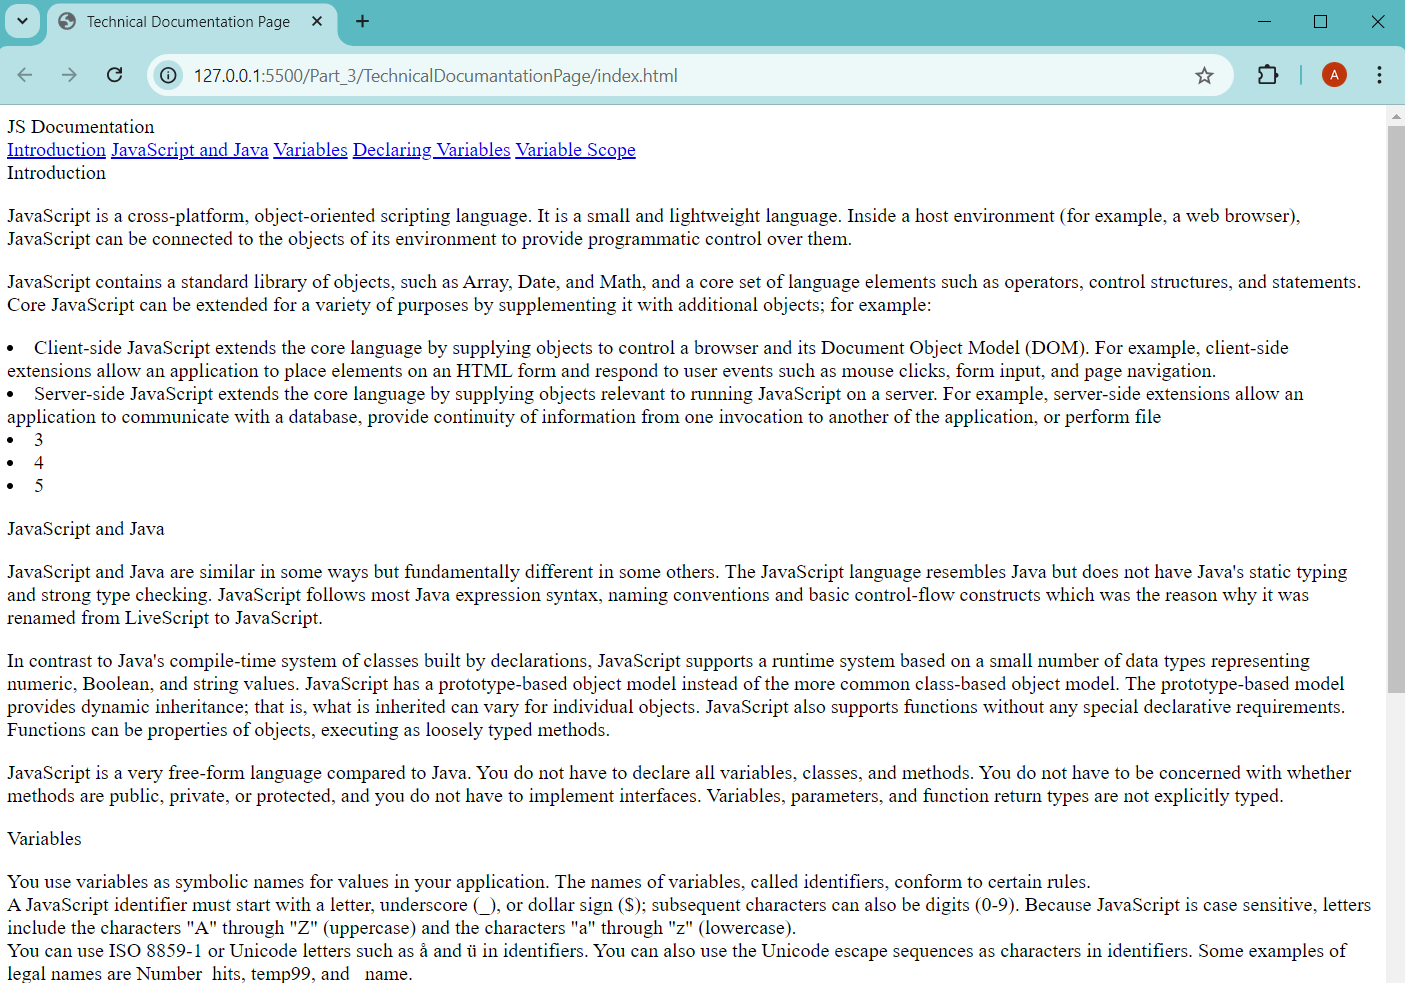 Technical Documentation Page
127.0.0.1:5500/Part_3/TechnicalDocumantationPage/index.html
A
JS Documentation
Introduction JavaScript and Java Variables Declaring Variables Variable Scope
Introduction
JavaScript is a cross-platform, object-oriented scripting language. It is a small and lightweight language. Inside a host environment (for example, a web browser),
JavaScript can be connected to the objects of its environment to provide programmatic control over them.
JavaScript contains a standard library of objects, such as Array, Date, and Math, and a core set of language elements such as operators, control structures, and statements.
Core JavaScript can be extended for a variety of purposes by supplementing it with additional objects; for example:
• Client-side JavaScript extends the core language by supplying objects to control a browser and its Document Object Model (DOM). For example, client-side
extensions allow an application to place elements on an HTML form and respond to user events such as mouse clicks, form input, and page navigation.
• Server-side JavaScript extends the core language by supplying objects relevant to running JavaScript on a server. For example, server-side extensions allow an
application to communicate with a database, provide continuity of information from one invocation to another of the application, or perform file
• 3
• 4
• 5
JavaScript and Java
JavaScript and Java are similar in some ways but fundamentally different in some others. The JavaScript language resembles Java but does not have Java's static typing
and strong type checking. JavaScript follows most Java expression syntax, naming conventions and basic control-flow constructs which was the reason why it was
renamed from LiveScript to JavaScript.
In contrast to Java's compile-time system of classes built by declarations, JavaScript supports a runtime system based on a small number of data types representing
numeric, Boolean, and string values. JavaScript has a prototype-based object model instead of the more common class-based object model. The prototype-based model
provides dynamic inheritance; that is, what is inherited can vary for individual objects. JavaScript also supports functions without any special declarative requirements.
Functions can be properties of objects, executing as loosely typed methods.
JavaScript is a very free-form language compared to Java. You do not have to declare all variables, classes, and methods. You do not have to be concerned with whether
methods are public, private, or protected, and you do not have to implement interfaces. Variables, parameters, and function return types are not explicitly typed.
Variables
You use variables as symbolic names for values in your application. The names of variables, called identifiers, conform to certain rules.
A JavaScript identifier must start with a letter, underscore (_), or dollar sign ($); subsequent characters can also be digits (0-9). Because JavaScript is case sensitive, letters
include the characters "A" through "Z" (uppercase) and the characters "a" through "z" (lowercase).
You can use ISO 8859-1 or Unicode letters such as å and ü in identifiers. You can also use the Unicode escape sequences as characters in identifiers. Some examples of
legal names are Number hits, temp99, and name.